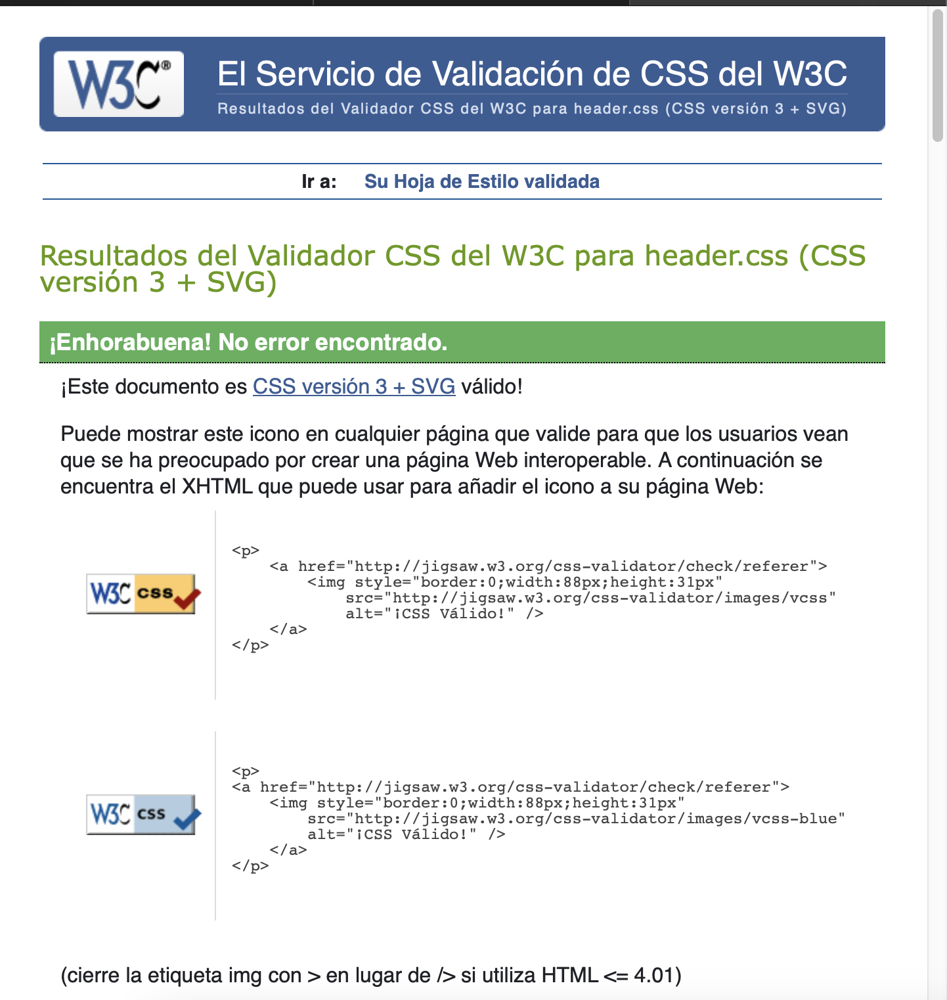 W3C®
El Servicio de Validación de CSS del W3C
Resultados del Validador CSS del W3C para header.css (CSS versión 3 + SVG)
Ir a: Su Hoja de Estilo validada
Resultados del Validador CSS del W3C para header.css (CSS
versión 3 + SVG)
¡Enhorabuena! No error encontrado.
¡Este documento es CSS versión 3 + SVG válido!
Puede mostrar este icono en cualquier página que valide para que los usuarios vean
que se ha preocupado por crear una página Web interoperable. A continuación se
encuentra el XHTML que puede usar para añadir el icono a su página Web:
W3C css
<p>
    <a href="http://jigsaw.w3.org/css-validator/check/referer">
        <img style="border:0;width:88px;height:31px"
            src="http://jigsaw.w3.org/css-validator/images/vcss"
            alt="¡CSS Válido!" />
    </a>
</p>
W3C css
<p>
<a href="http://jigsaw.w3.org/css-validator/check/referer">
    <img style="border:0;width:88px;height:31px"
        src="http://jigsaw.w3.org/css-validator/images/vcss-blue"
        alt="¡CSS Válido!" />
    </a>
</p>
(cierre la etiqueta img con > en lugar de /> si utiliza HTML <= 4.01)